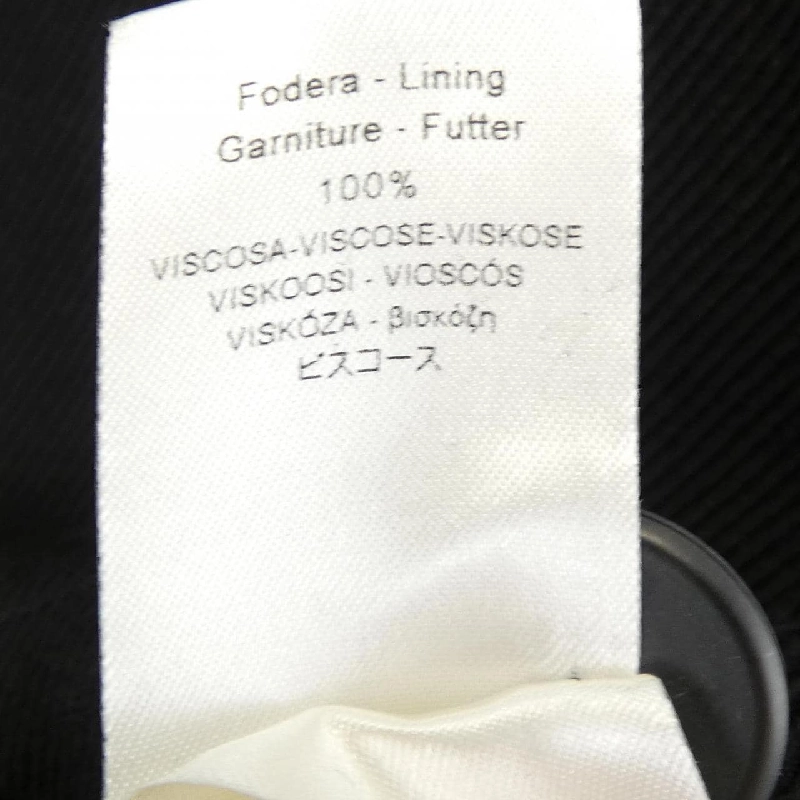 Fodera - Lining
Garniture - Futter
100%
VISCOSA-VISCOSE-VISKOSE
VISKOOSI - VIOSCÓS
VISKÓZA - βισκόζη
ビスコース